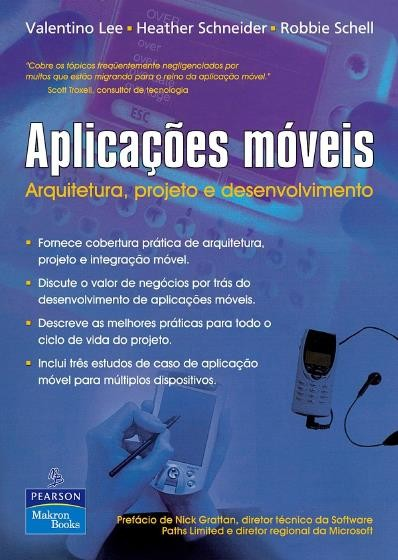 Valentino Lee ▪ Heather Schneider ▪ Robbie Schell
"Cobre os tópicos freqüentemente negligenciados por
muitos que estão migrando para o reino da aplicação móvel."
Scott Troxell, consultor de tecnologia
OVER
ESC
Aplicações móveis
Arquitetura, projeto e desenvolvimento
▪ Fornece cobertura prática de arquitetura,
projeto e integração móvel.
▪ Discute o valor de negócios por trás do
desenvolvimento de aplicações móveis.
▪ Descreve as melhores práticas para todo o
ciclo de vida do projeto.
▪ Inclui três estudos de caso de aplicação
móvel para múltiplos dispositivos.
PEARSON
Makron
Books
Prefácio de Nick Grattan, diretor técnico da Software
Paths Limited e diretor regional da Microsoft